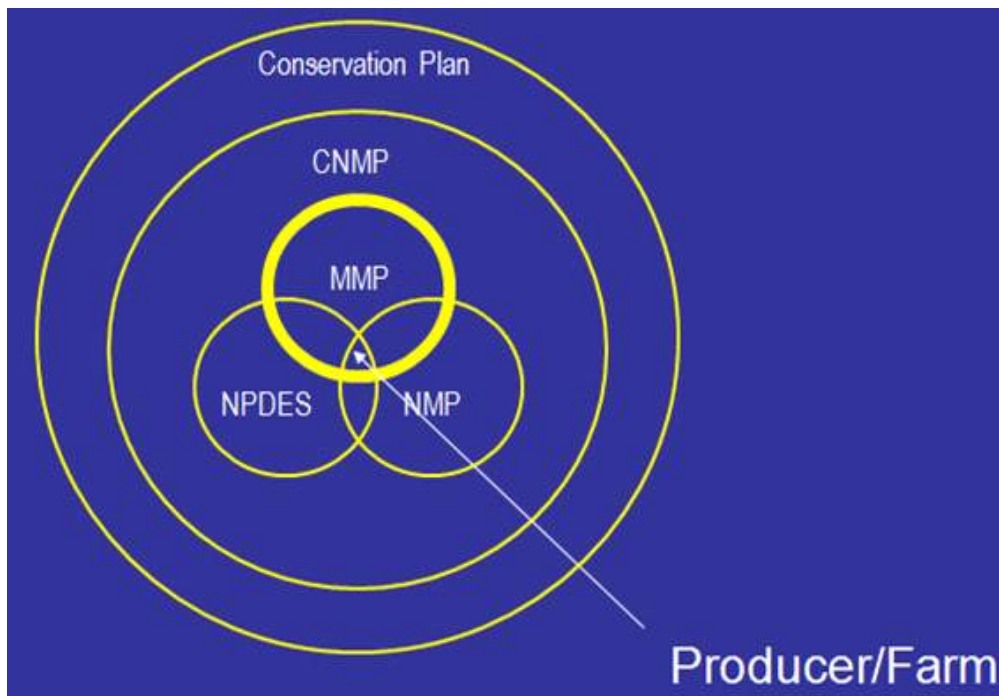 Conservation Plan
CNMP
MMP
NPDES
NMP
Producer/Farm